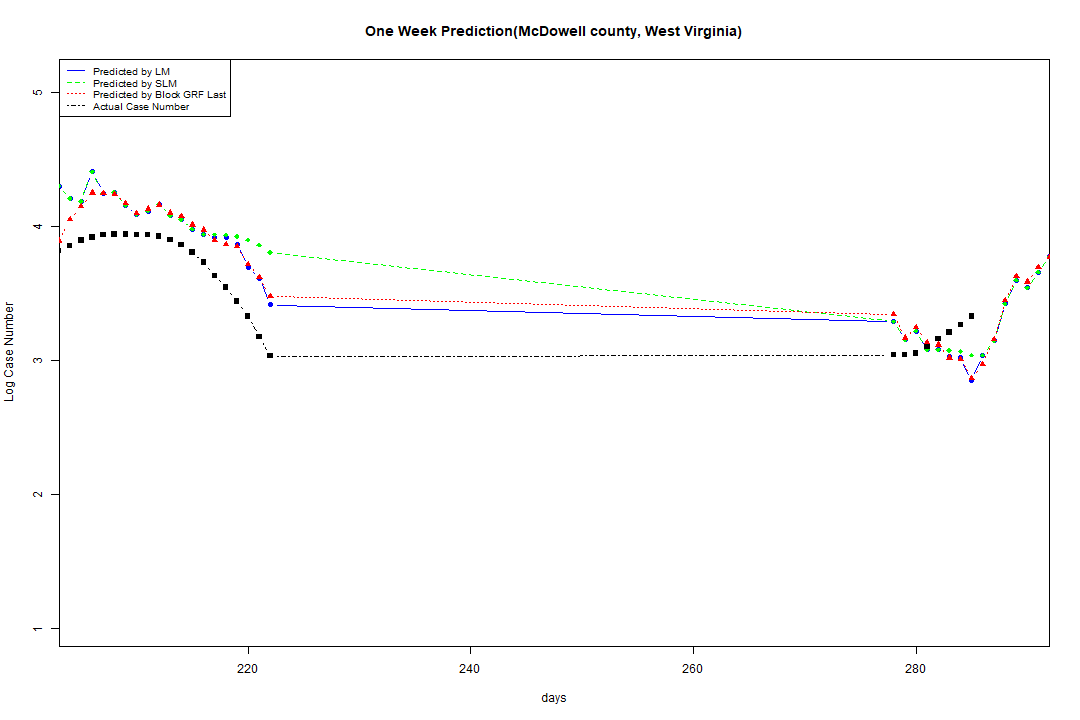 One Week Prediction(McDowell county, West Virginia)
Predicted by LM
Predicted by SLM
Predicted by Block GRF Last
Actual Case Number
5
4
3
2
1
Log Case Number
220 240 260 280
days